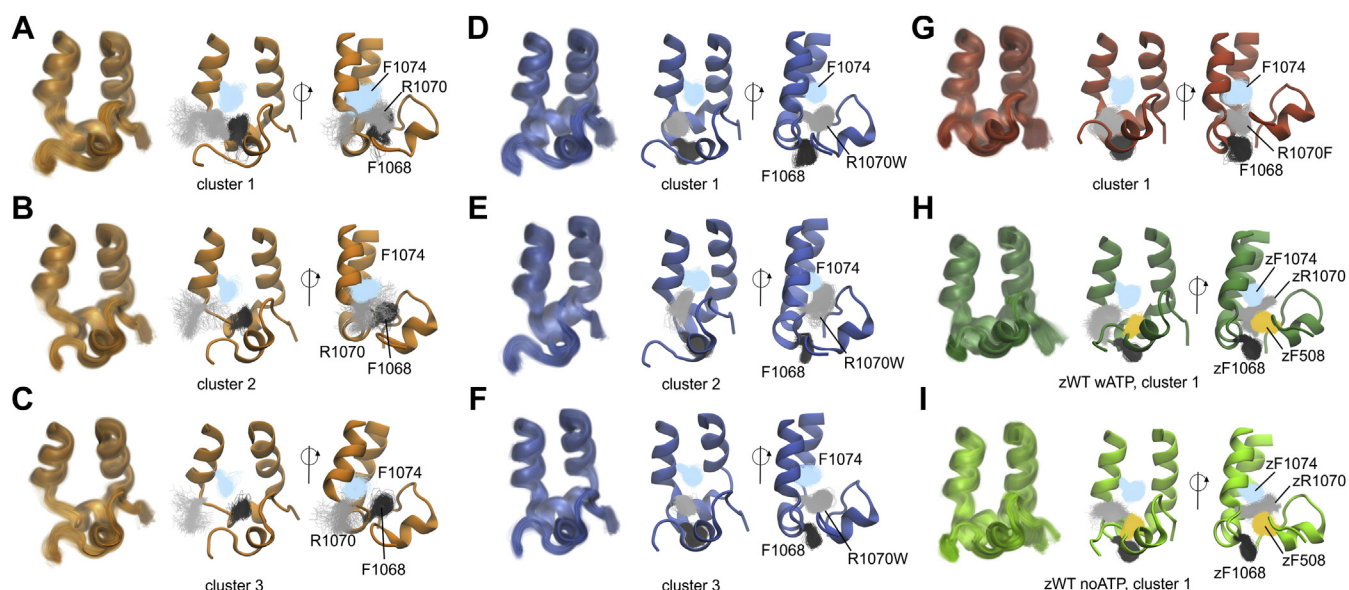 A
F1074
R1070
F1068
cluster 1
B
F1074
R1070
F1068
cluster 2
C
F1074
R1070
F1068
cluster 3
D
F1074
R1070W
F1068
cluster 1
E
F1074
R1070W
F1068
cluster 2
F
F1074
F1068
R1070W
cluster 3
G
F1074
R1070F
F1068
cluster 1
H
zF1074
zR1070
zF1068
zF508
zWT wATP, cluster 1
I
zF1074
zR1070
zF1068
zF508
zWT noATP, cluster 1